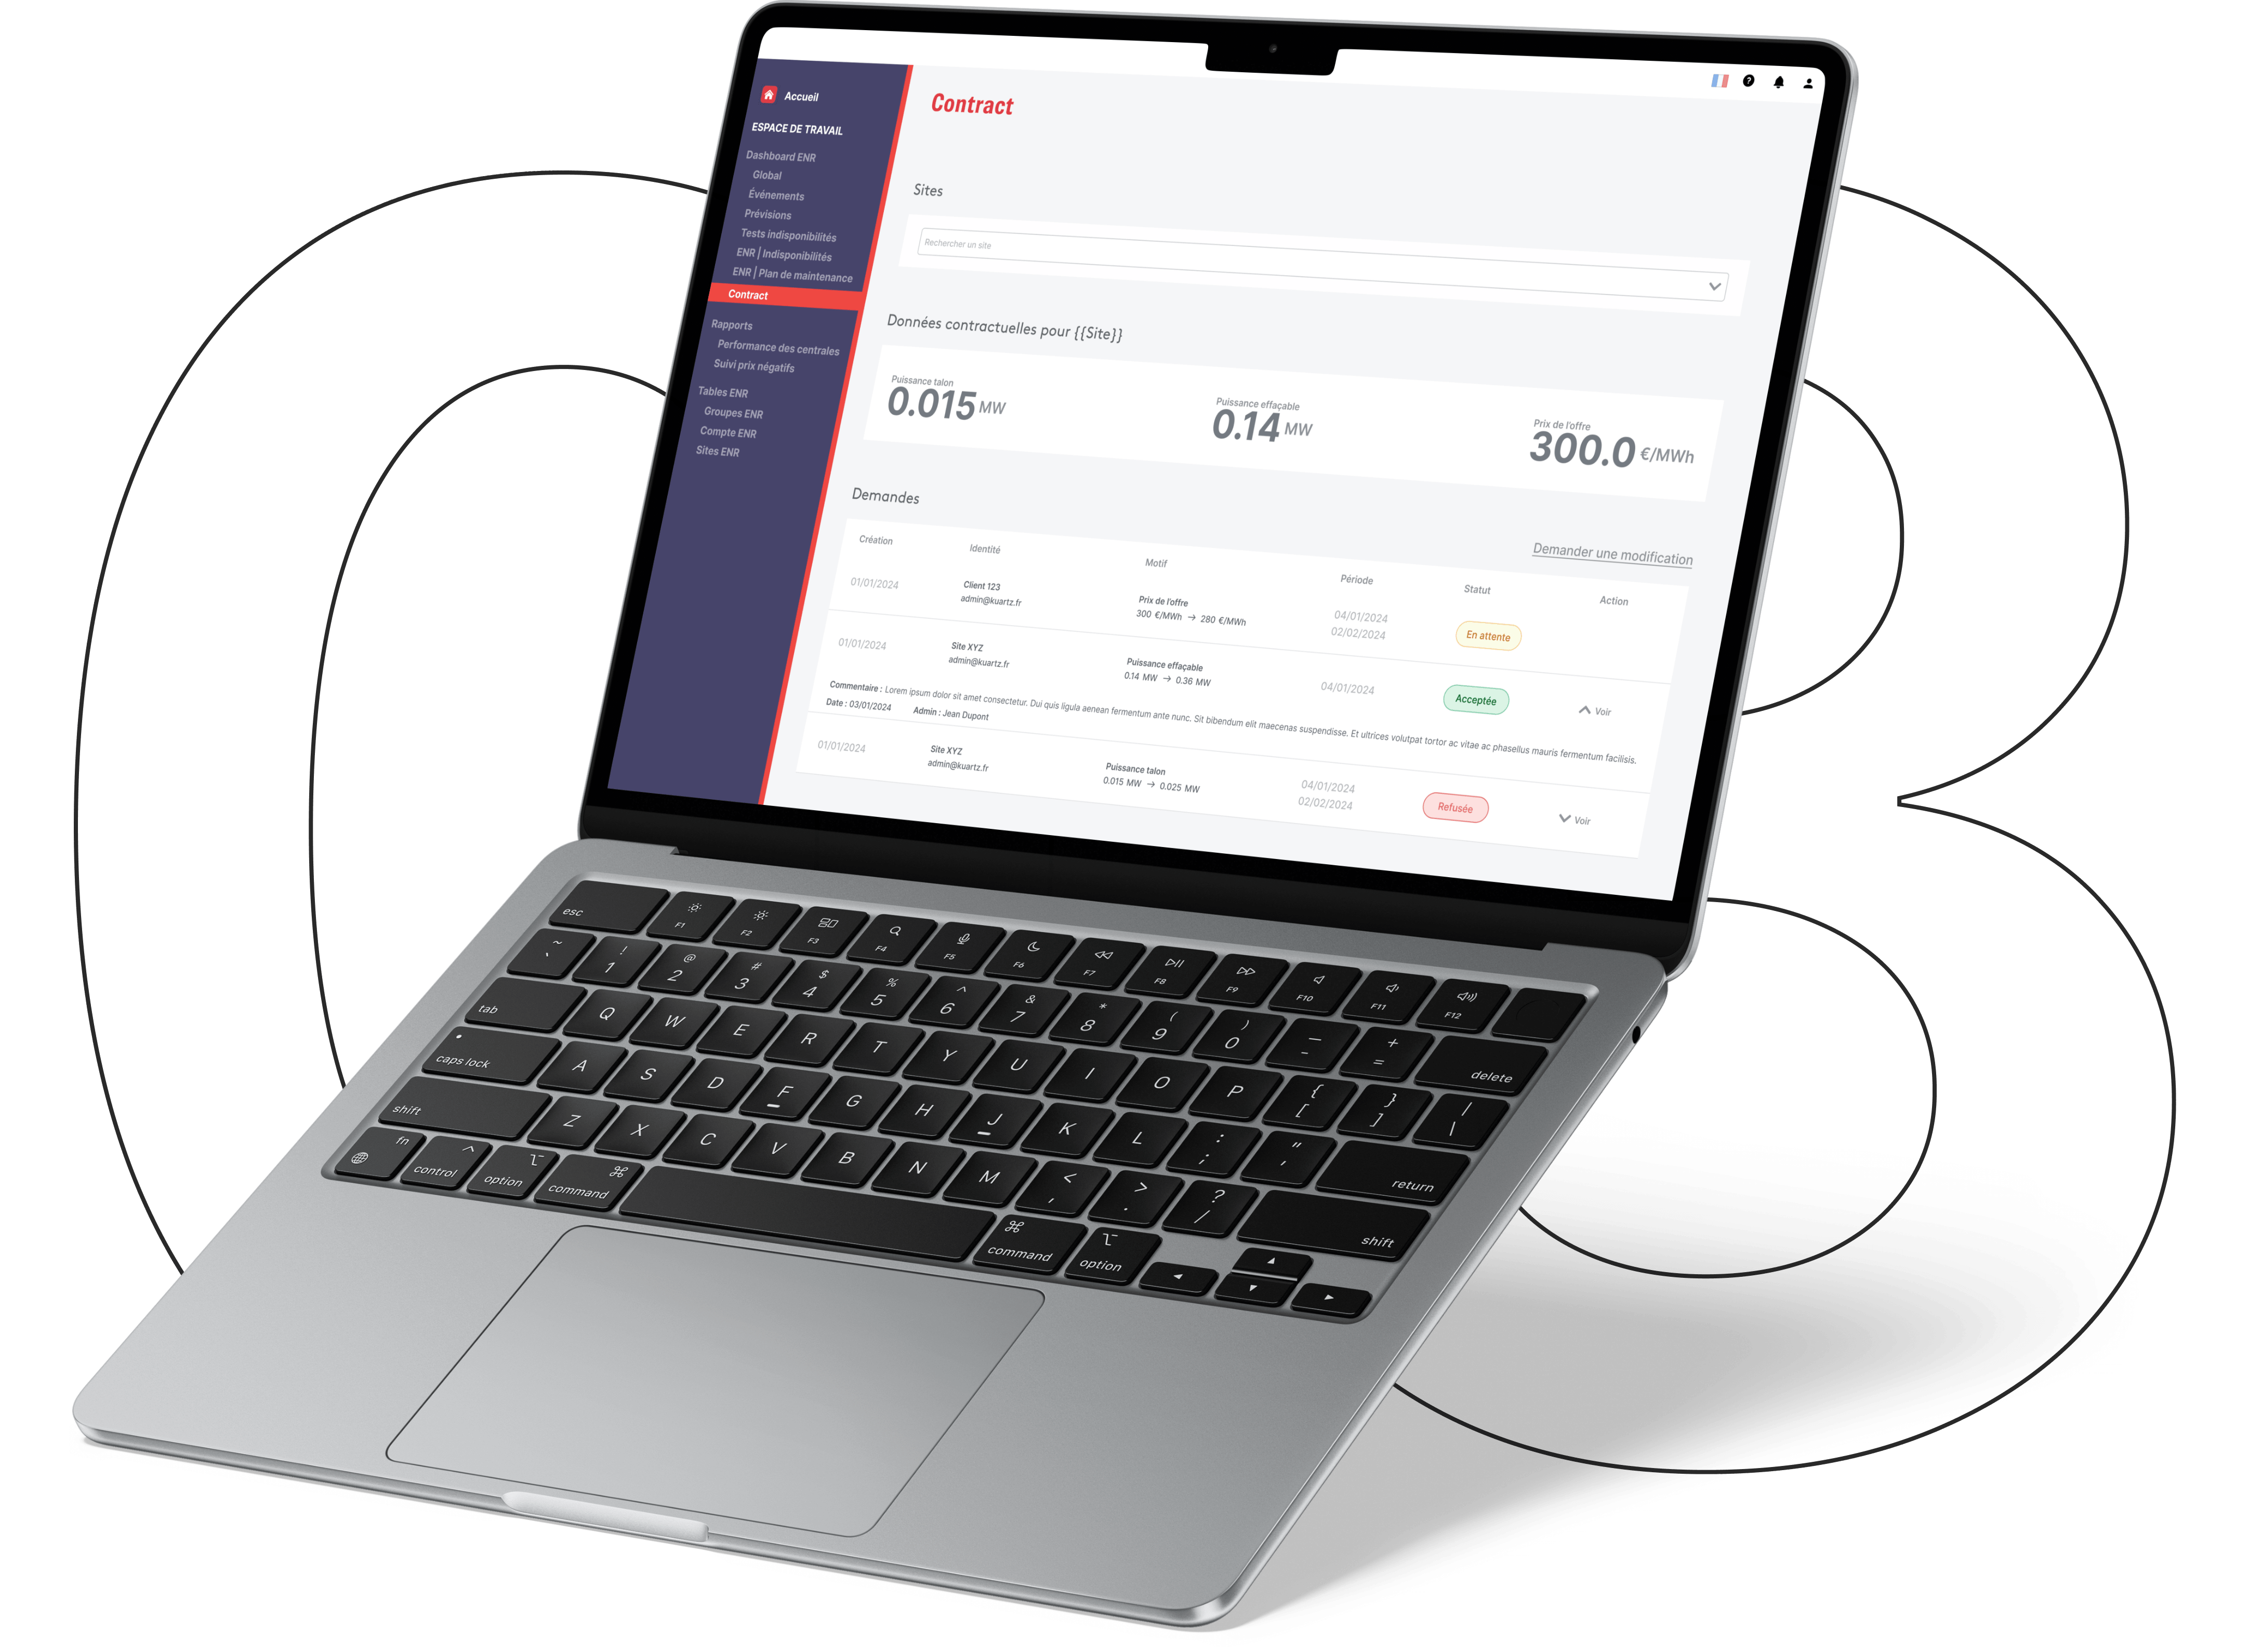 Accueil
ESPACE DE TRAVAIL
Dashboard ENR
Global
Événements
Prévisions
Tests indisponibilités
ENR | Indisponibilités
ENR | Plan de maintenance
Contract
Rapports
Performance des centrales
Suivi prix négatifs
Tables ENR
Groupes ENR
Compte ENR
Sites ENR
Contract
Sites
Rechercher un site
Données contractuelles pour {{Site}}
Puissance talon
0.015 MW
Puissance effaçable
0.14 MW
Prix de l'offre
300.0 €/MWh
Demandes
Demander une modification
Création Identité Motif Période Statut Action
01/01/2024
Client 123
admin@kuartz.fr
Prix de l'offre
300 €/MWh → 280 €/MWh
04/01/2024
02/02/2024
En attente
01/01/2024
Site XYZ
admin@kuartz.fr
Puissance effaçable
0.14 MW → 0.36 MW
04/01/2024
Acceptée
Voir
Commentaire : Lorem ipsum dolor sit amet consectetur. Dui quis ligula aenean fermentum ante nunc. Sit bibendum elit maecenas suspendisse. Et ultrices volutpat tortor ac vitae ac phasellus mauris fermentum facilisis.
Date : 03/01/2024 Admin : Jean Dupont
01/01/2024
Site XYZ
admin@kuartz.fr
Puissance talon
0.015 MW → 0.025 MW
04/01/2024
02/02/2024
Refusée
Voir
03
esc F1 F2 F3 F4 F5 F6 F7 F8 F9 F10 F11 F12
~ ! @ # $ % ^ & * ( ) — +
` 1 2 3 4 5 6 7 8 9 0 - =
delete
tab Q W E R T Y U I O P { [ } ] | \
caps lock A S D F G H J K L : ; " ' return
shift Z X C V B N M < , > . ? / shift
fn control ^ option ⌥ command ⌘ ⌘ command ⌥ option ◀ ▲ ▼ ▶